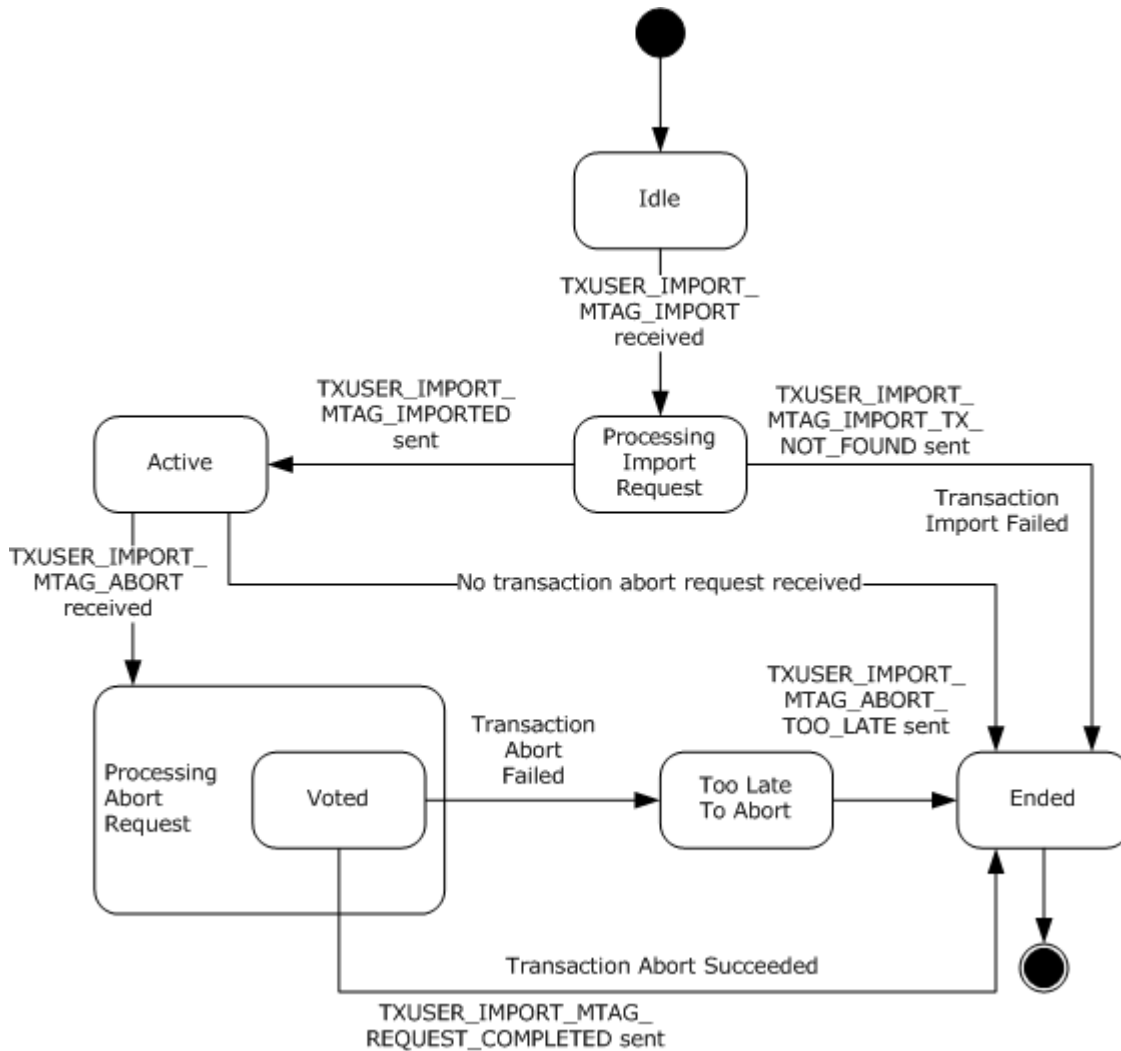 Idle
TXUSER_IMPORT_
MTAG_IMPORT
received
TXUSER_IMPORT_
MTAG_IMPORTED
sent
TXUSER_IMPORT_
MTAG_IMPORT_TX_
NOT_FOUND sent
Active
Processing
Import
Request
Transaction
Import Failed
TXUSER_IMPORT_
MTAG_ABORT
received
No transaction abort request received
TXUSER_IMPORT_
MTAG_ABORT_
TOO_LATE sent
Transaction
Abort
Failed
Processing
Abort
Request
Voted
Too Late
To Abort
Ended
Transaction Abort Succeeded
TXUSER_IMPORT_MTAG_
REQUEST_COMPLETED sent